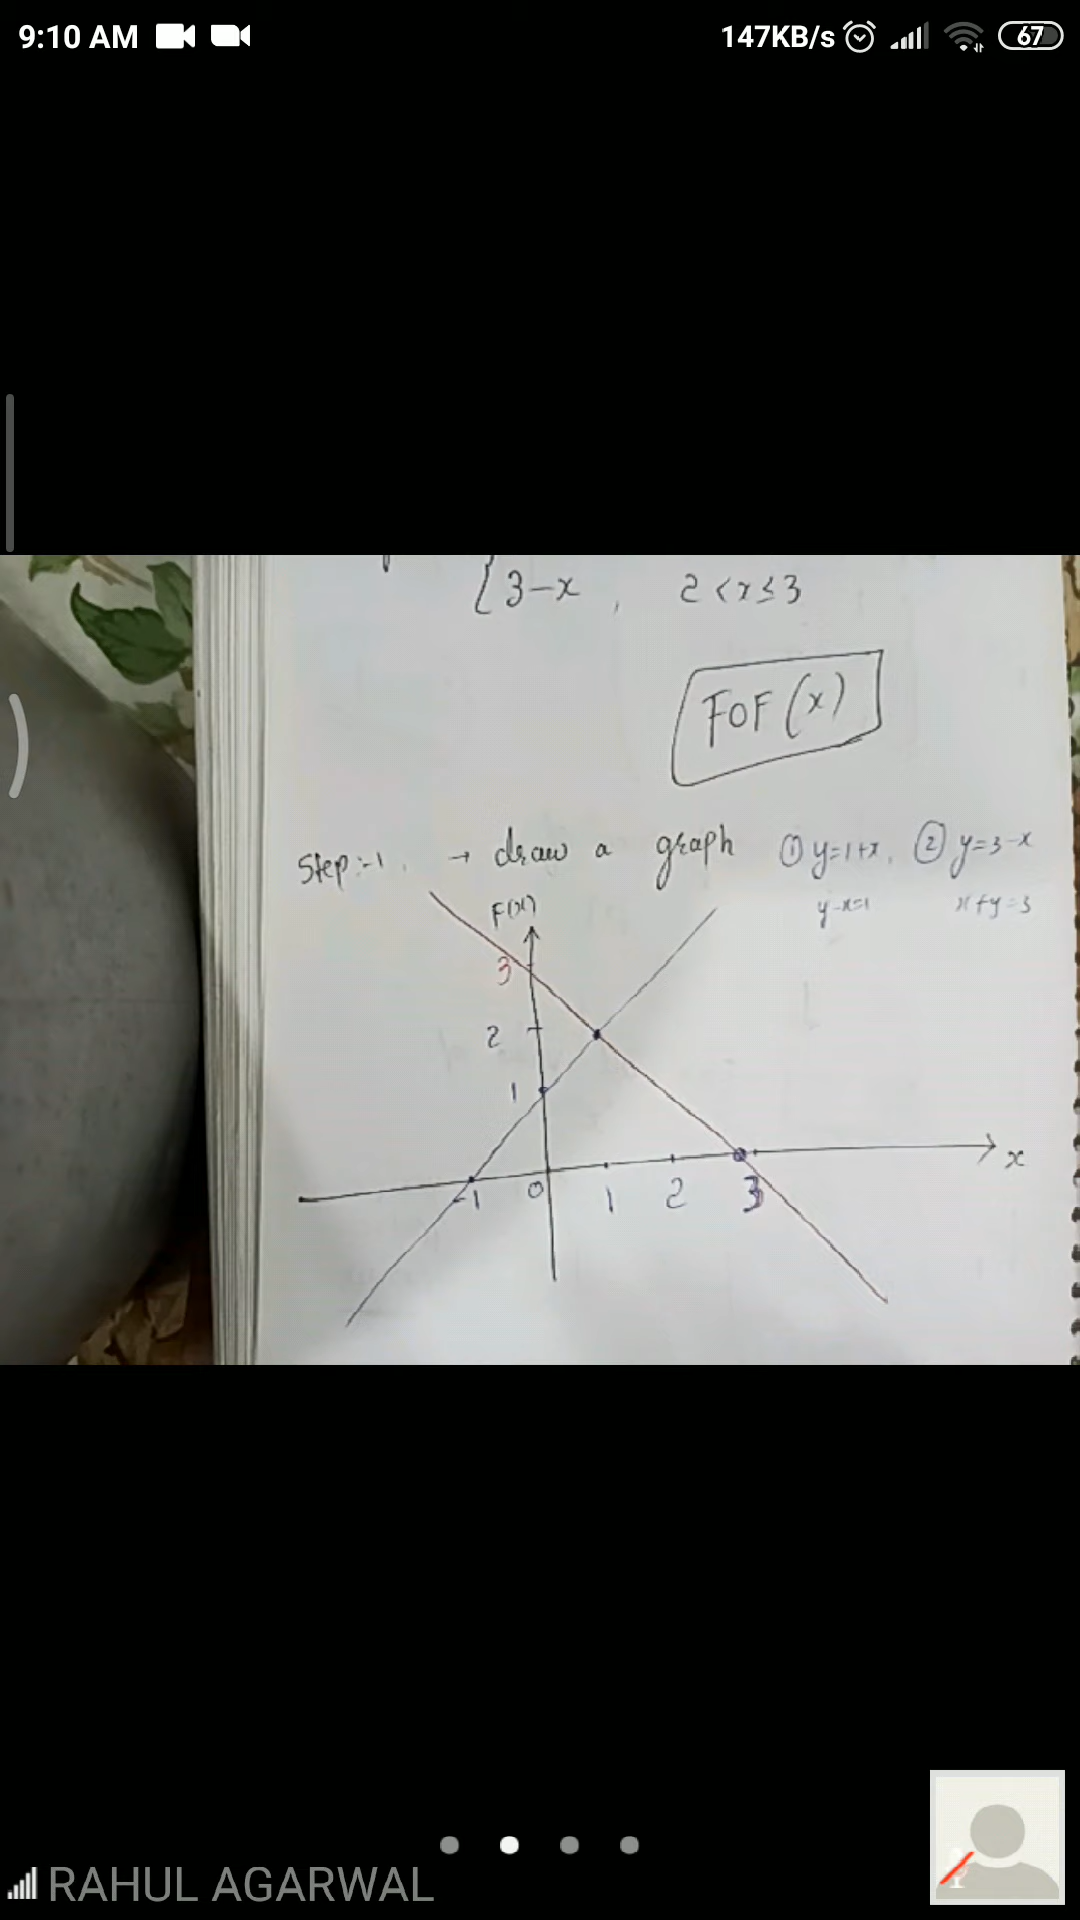 9:10 AM 147KB/s 67
{3-x, 2<x≤3
FOF (x)
Step:-1. → draw a graph ① y=1+x, ② y=3-x
y-x=1 x+y=3
F(x)
3
2
1
-1 0 1 2 3 x
RAHUL AGARWAL